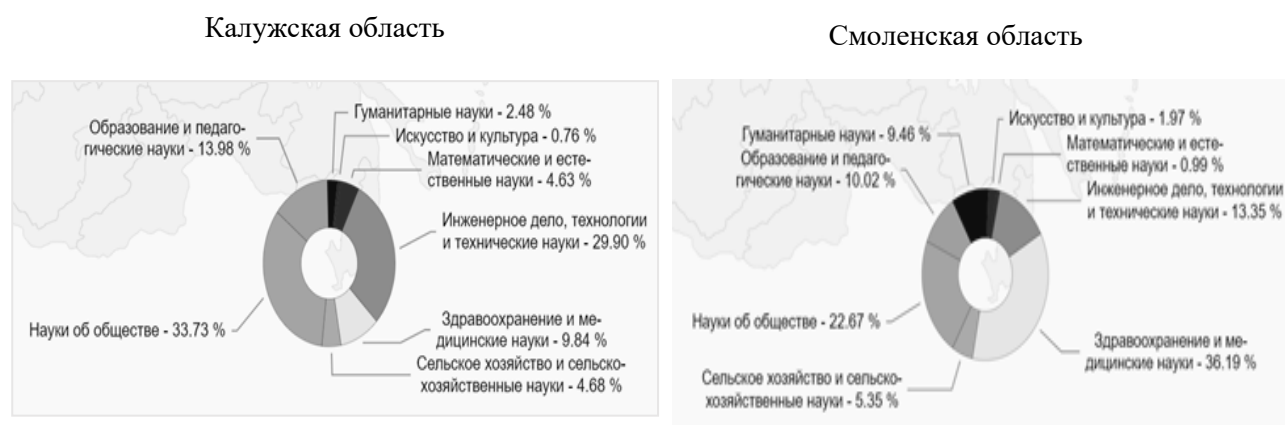 Калужская область
Гуманитарные науки - 2.48 %
Искусство и культура - 0.76 %
Математические и есте-
ственные науки - 4.63 %
Инженерное дело, технологии
и технические науки - 29.90 %
Здравоохранение и ме-
дицинские науки - 9.84 %
Сельское хозяйство и сельско-
хозяйственные науки - 4.68 %
Науки об обществе - 33.73 %
Образование и педаго-
гические науки - 13.98 %
Смоленская область
Искусство и культура - 1.97 %
Математические и есте-
ственные науки - 0.99 %
Инженерное дело, технологии
и технические науки - 13.35 %
Здравоохранение и ме-
дицинские науки - 36.19 %
Сельское хозяйство и сельско-
хозяйственные науки - 5.35 %
Науки об обществе - 22.67 %
Образование и педаго-
гические науки - 10.02 %
Гуманитарные науки - 9.46 %